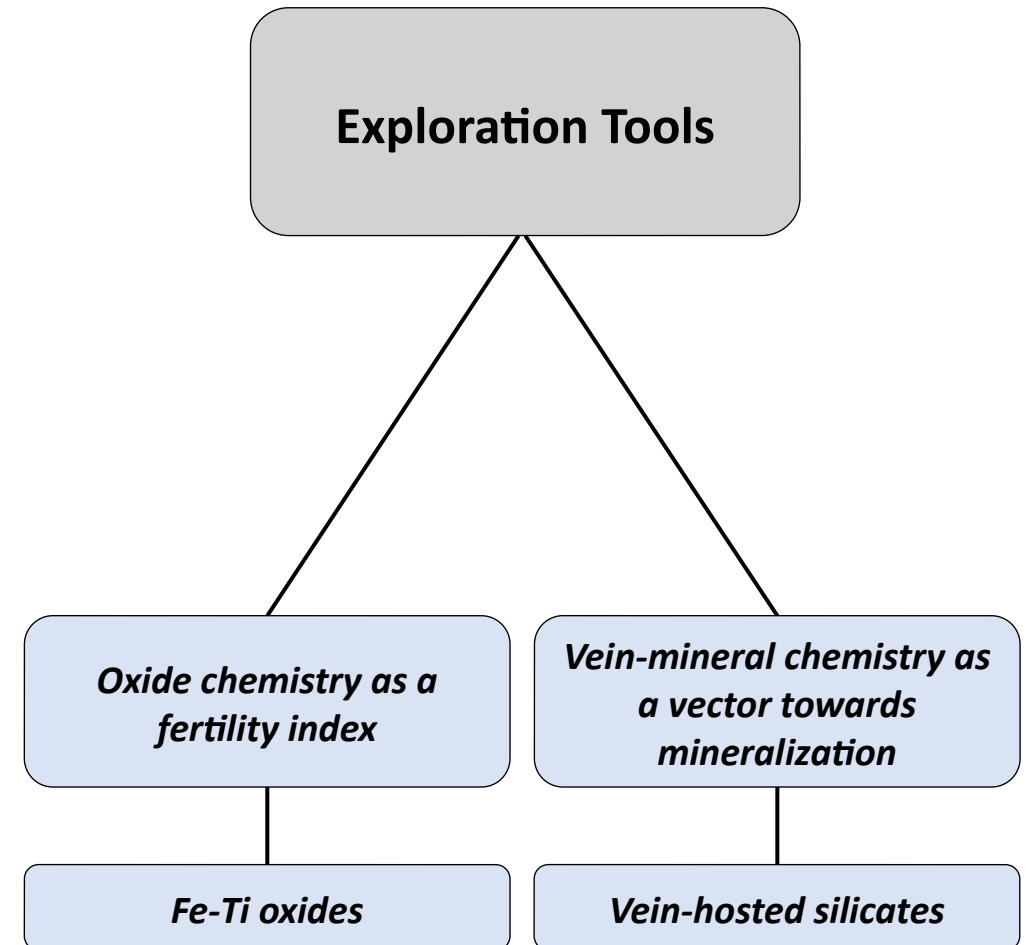 Exploration Tools
Oxide chemistry as a
fertility index
Vein-mineral chemistry as
a vector towards
mineralization
Fe-Ti oxides
Vein-hosted silicates